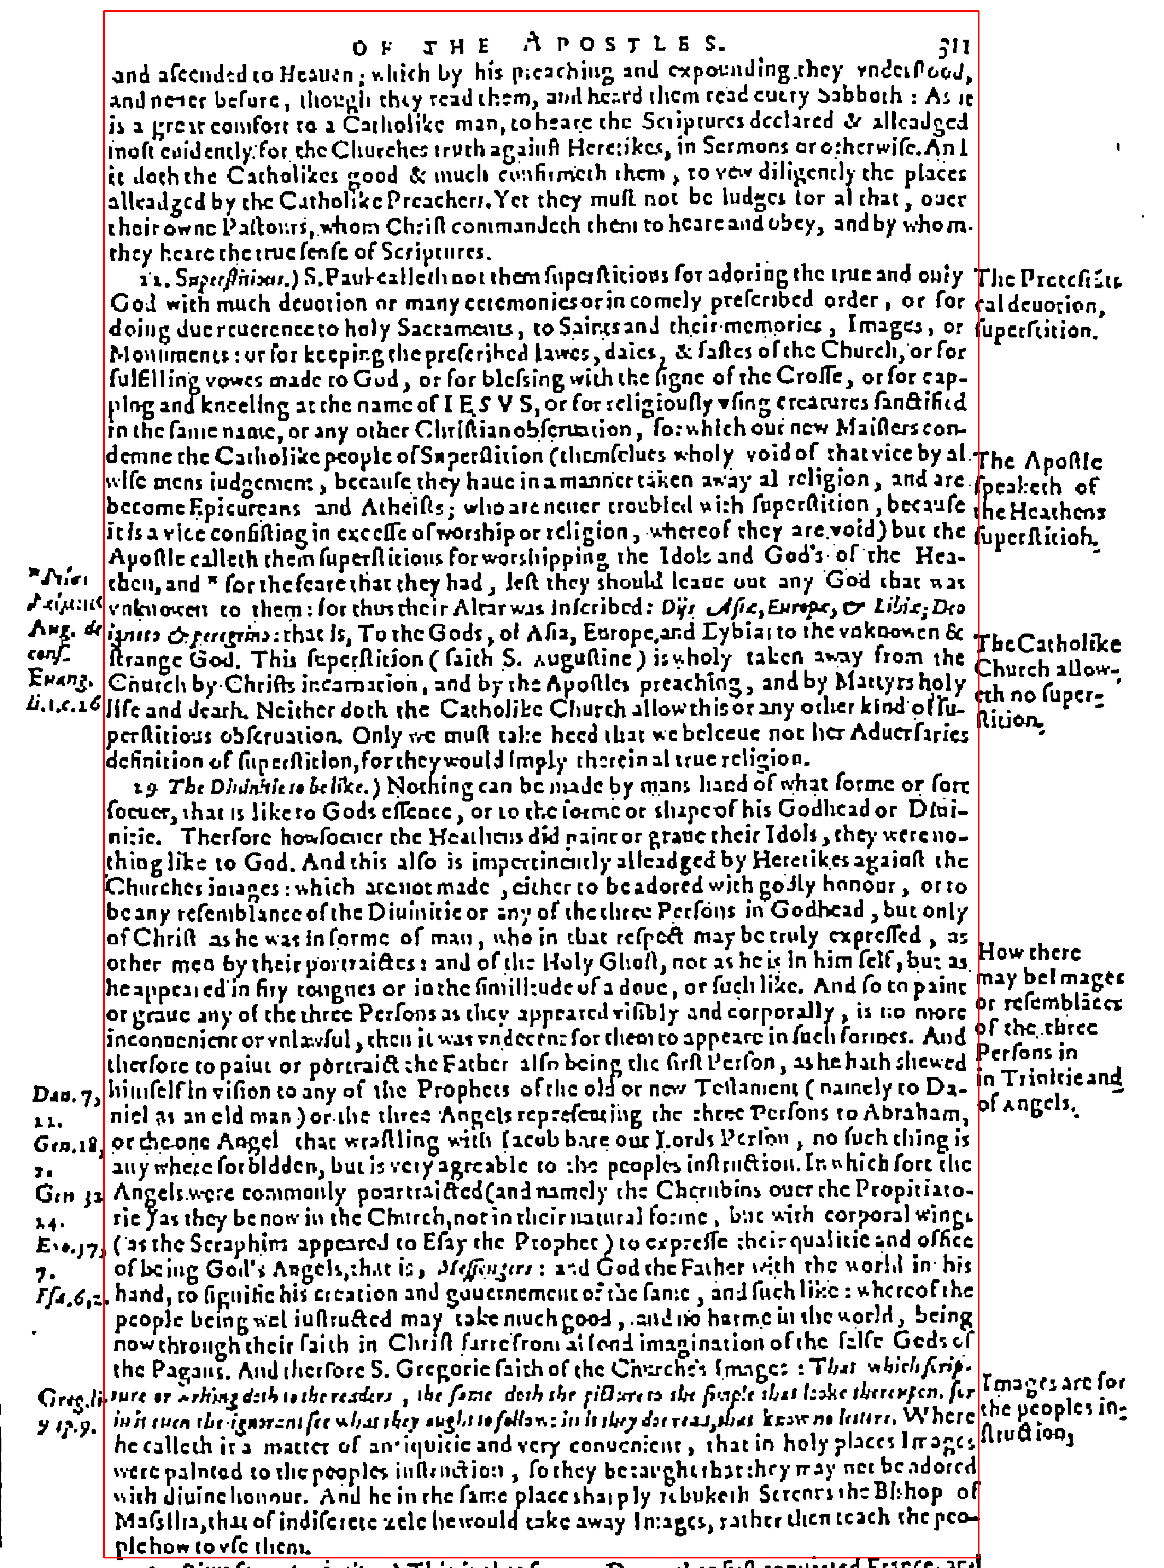 OF THE APOSTLES. 311
and aſcended to Heauen; which by his preaching and expounding they vnderſtood,
and neuer before, though they read them, and heard them read euery Sabboth: As it
is a great comfort to a Catholike man, to heare the Scriptures declared & alleadged
moſt euidently for the Churches truth againſt Heretikes, in Sermons or otherwiſe. And
it doth the Catholikes good & much confirmeth them, to vew diligently the places
alleadged by the Catholike Preachers. Yet they muſt not be Iudges for al that, ouer
their owne Paſtours, whom Chriſt commandeth them to heare and obey, and by whom
they heare the true ſenſe of Scriptures.
22. Superſtitious.) S. Paul calleth not them ſuperſtitious for adoring the true and only
God with much deuotion or many ceremonies or in comely preſcribed order, or for
doing due reuerence to holy Sacraments, to Saints and their memories, Images, or
Monuments: or for keeping the preſcribed lawes, daies, & faſtes of the Church, or for
fulfilling vowes made to God, or for bleſsing with the ſigne of the Croſſe, or for cap-
ping and kneeling at the name of IESVS, or for religiouſly vſing creatures ſanctified
in the ſame name, or any other Chriſtian obſeruation, for which our new Maiſters con-
demne the Catholike people of Superſtition (themſelues wholy void of that vice by al
wiſe mens iudgement, becauſe they haue in a manner taken away al religion, and are
become Epicureans and Atheiſts; who are neuer troubled with ſuperſtition, becauſe
it is a vice conſiſting in exceſſe of worship or religion, whereof they are void) but the
Apoſtle calleth them ſuperſtitious for worshipping the Idols and God's of the Hea-
then, and * for the feare that they had, leſt they should leaue out any God that was
vnknowen to them: for thus their Altar was inſcribed: Dijs Aſiæ, Europæ, & Libiæ, Deo
ignoto & peregrino: that is, To the Gods, of Aſia, Europe, and Lybia: to the vnknowen &
ſtrange God. This ſuperſtition (ſaith S. Auguſtine) is wholy taken away from the
Church by Chriſts incarnation, and by the Apoſtles preaching, and by Martyrs holy
life and death. Neither doth the Catholike Church allow this or any other kind of ſu-
perſtitious obſeruation. Only we muſt take heed that we beleeue not her Aduerſaries
definition of ſuperſtition, for they would imply therein al true religion.
29 The Diuinitie to be like.) Nothing can be made by mans hand of what forme or ſort
ſoeuer, that is like to Gods eſſence, or to the forme or shape of his Godhead or Diui-
nitie. Therfore howſoeuer the Heathens did paint or graue their Idols, they were no-
thing like to God. And this alſo is impertinently alleadged by Heretikes againſt the
Churches images: which are not made, either to be adored with godly honour, or to
be any reſemblance of the Diuinitie or any of the three Perſons in Godhead, but only
of Chriſt as he was in forme of man, who in that reſpect may be truly expreſſed, as
other men by their portraictes: and of the Holy Ghoſt, not as he is in him ſelf, but as
he appeared in firy tongues or in the ſimilitude of a doue, or ſuch like. And ſo to paint
or graue any of the three Perſons as they appeared viſibly and corporally, is no more
inconuenient or vnlawful, then it was vndecent for them to appeare in ſuch formes. And
therfore to paint or portraict the Father alſo being the firſt Perſon, as he hath shewed
himſelf in viſion to any of the Prophets of the old or new Teſtament (namely to Da-
niel as an old man) or the three Angels repreſenting the three Perſons to Abraham,
or the one Angel that wraſtling with Iacob bare our Lords Perſon, no ſuch thing is
any where forbidden, but is very agreable to the peoples inſtruction. In which ſort the
Angels were commonly pourtraicted (and namely the Cherubins ouer the Propitiato-
rie) as they be now in the Church, not in their natural forme, but with corporal wings
(as the Seraphim appeared to Eſay the Prophet) to expreſſe their qualitie and office
of being God's Angels, that is, Meſſengers: and God the Father with the world in his
hand, to ſignifie his creation and gouernement of the ſame, and ſuch like: whereof the
people being wel inſtructed may take much good, and no harme in the world, being
now through their faith in Chriſt farre from al fond imagination of the falſe Gods of
the Pagans. And therfore S. Gregorie ſaith of the Churche's Images: That which ſcrip-
ture or writing doth to the readers, the ſame doth the picture to the ſimple that looke therevpon. for
in it euen the ignorant ſee what they ought to follow: in it they doe read, that know no letters. Where
he calleth it a matter of antiquitie and very conuenient, that in holy places Images
were painted to the peoples inſtruction, ſo they be taught that they may not be adored
with diuine honour. And he in the ſame place sharply rebuketh Serenus the Bishop of
Maſsilia, that of indiſcrete zele he would take away Images, rather then teach the peo-
ple how to vſe them.
The Proteſtãts
cal deuotion,
ſuperſtition.
The Apoſtle
ſpeaketh of
the Heathens
ſuperſtition.
The Catholike
Church allow-
eth no ſuper-
ſtition.
How there
may be Images
or reſemblãces
of the three
Perſons in
in Trinitie and
of Angels.
Images are for
the peoples in-
ſtruction,
Aug. de
conſ.
Euang.
li. 1. c. 26
Dan. 7,
22.
Gen. 18,
2.
Gen 32
24.
Exo. 37,
7.
Eſa. 6, 2.
Greg. li.
9 ep. 9.